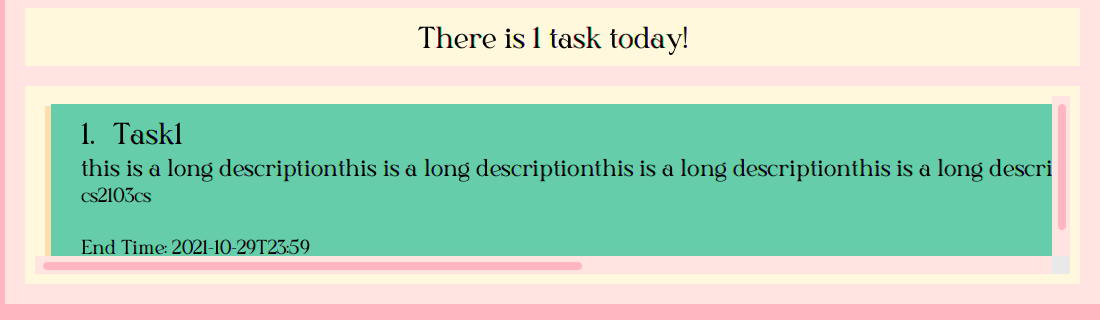 There is 1 task today!
1. Task1
this is a long descriptionthis is a long descriptionthis is a long descriptionthis is a long descri
cs2103cs
End Time: 2021-10-29T23:59